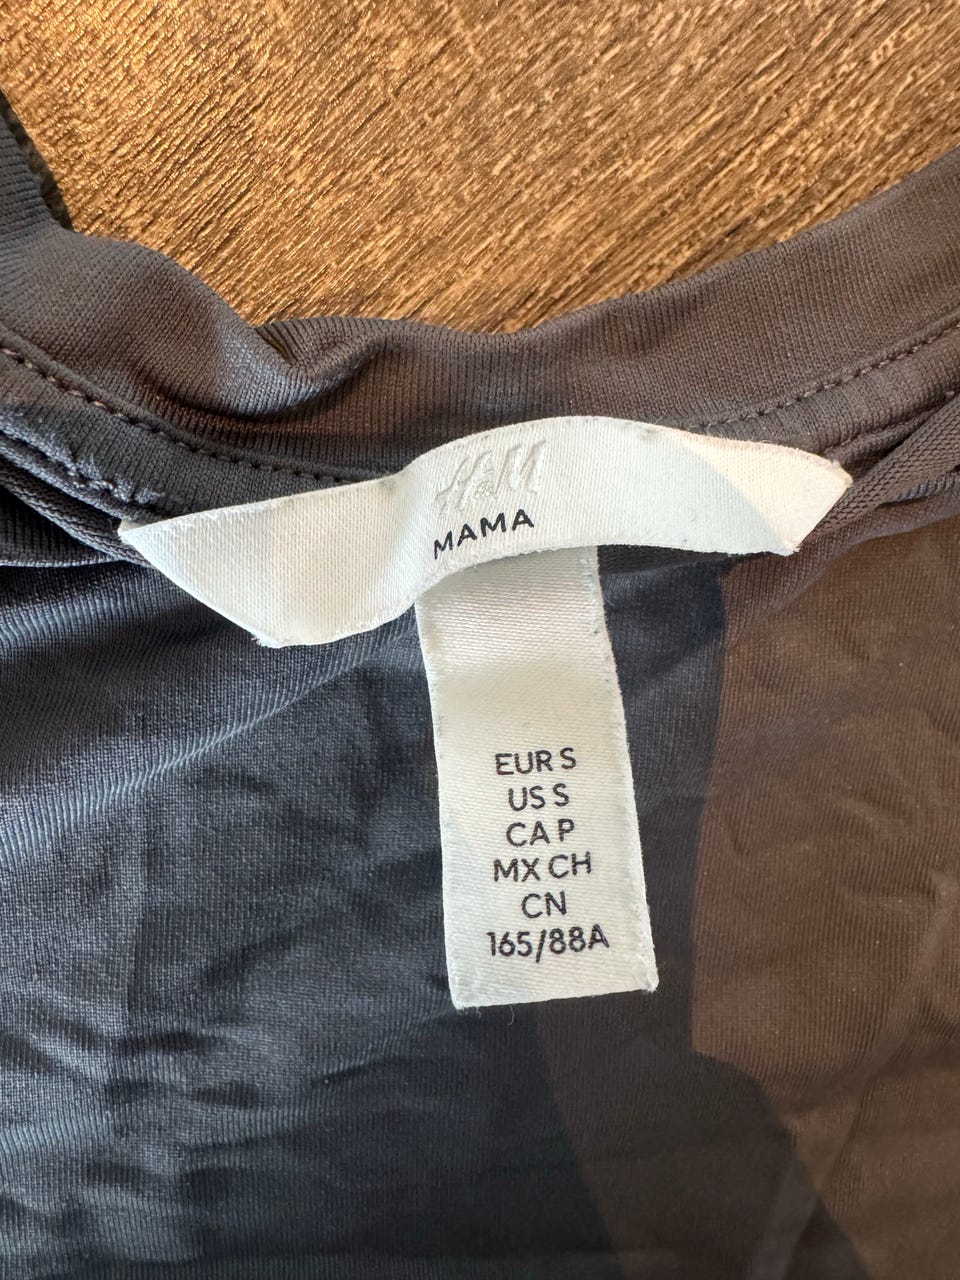 H&M
MAMA
EUR S
US S
CA P
MX CH
CN
165/88A